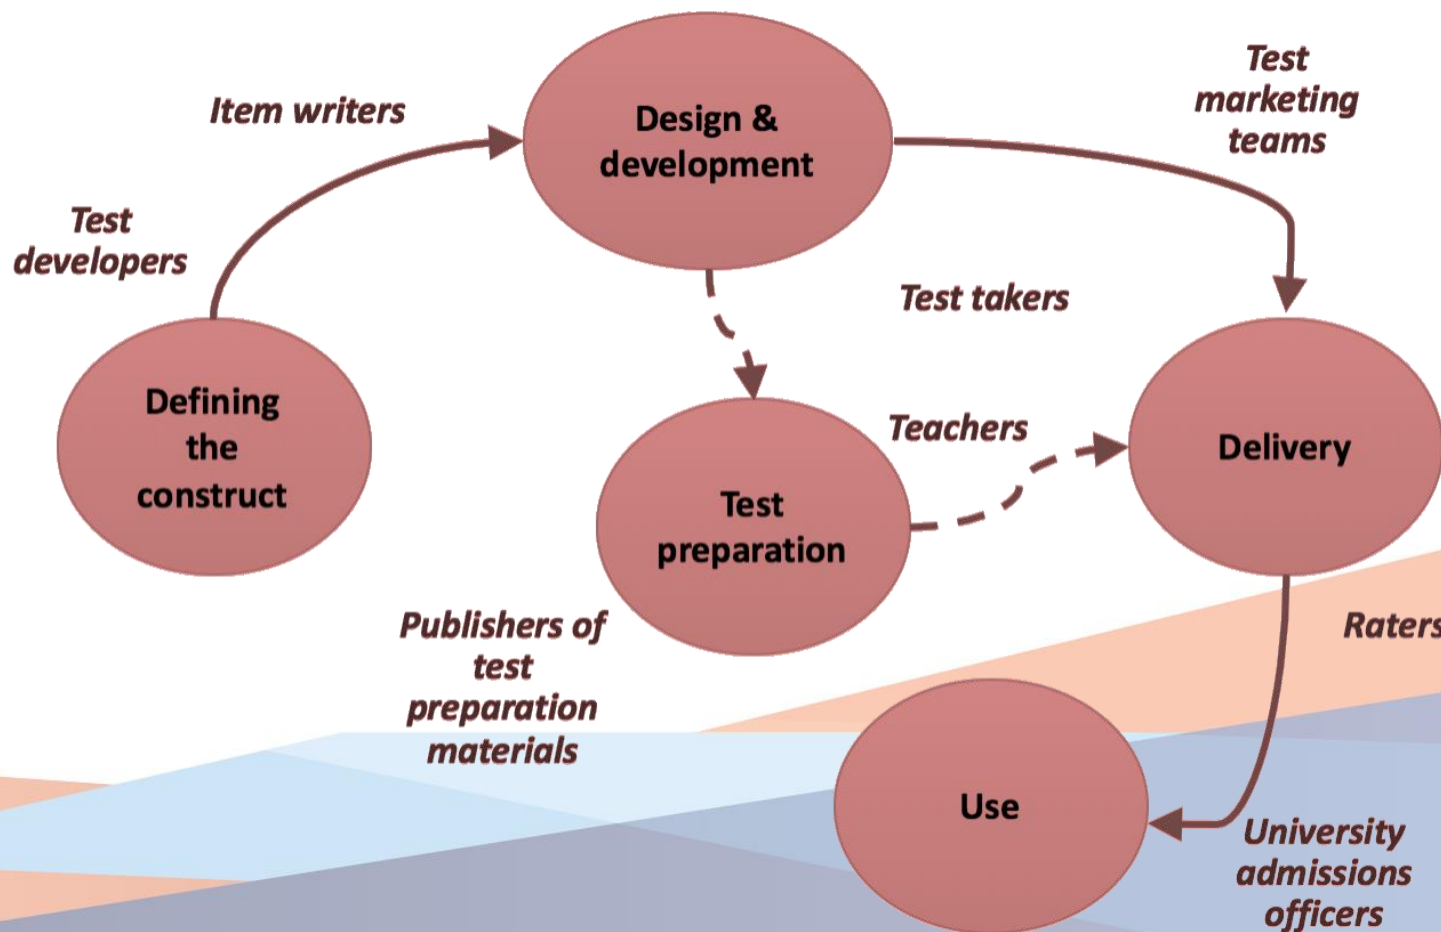 Test
marketing
teams
Item writers
Design &
development
Test
developers
Test takers
Defining
the
construct
Teachers
Delivery
Test
preparation
Publishers of
test
preparation
materials
Raters
Use
University
admissions
officers